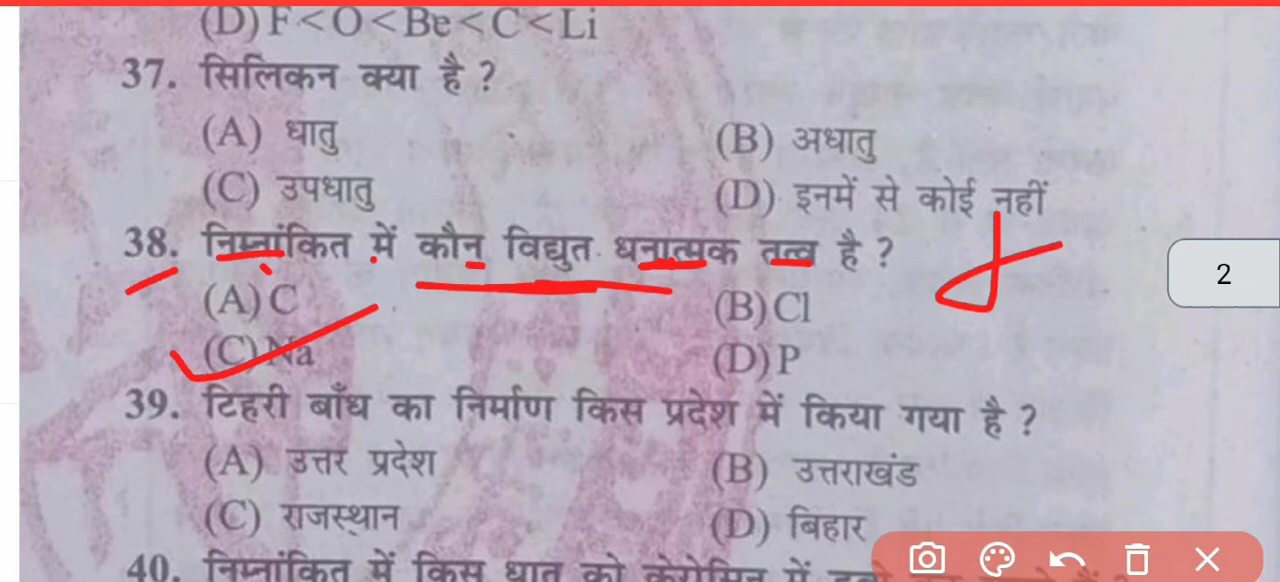 (D) F<O<Be<C<Li
37. सिलिकन क्या है ?
(A) धातु (B) अधातु
(C) उपधातु (D) इनमें से कोई नहीं
38. निम्नांकित में कौन विद्युत धनात्मक तत्व है ?
(A) C (B) Cl
(C) Na (D) P
2
39. टिहरी बाँध का निर्माण किस प्रदेश में किया गया है ?
(A) उत्तर प्रदेश (B) उत्तराखंड
(C) राजस्थान (D) बिहार
40. निम्नांकित में किस धातु को केरोसिन में